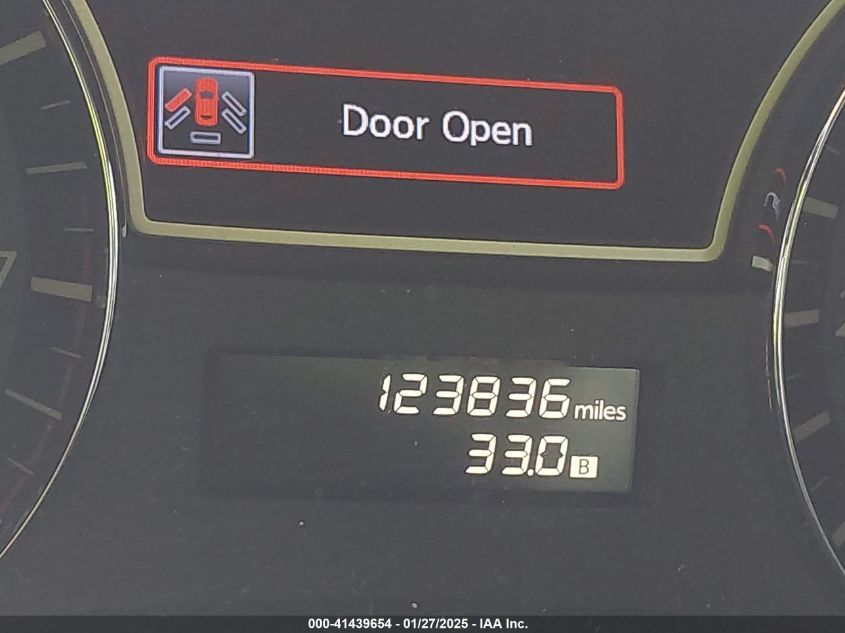 Door Open
123836 miles
33.0 B
000-41439654 - 01/27/2025 - IAA Inc.